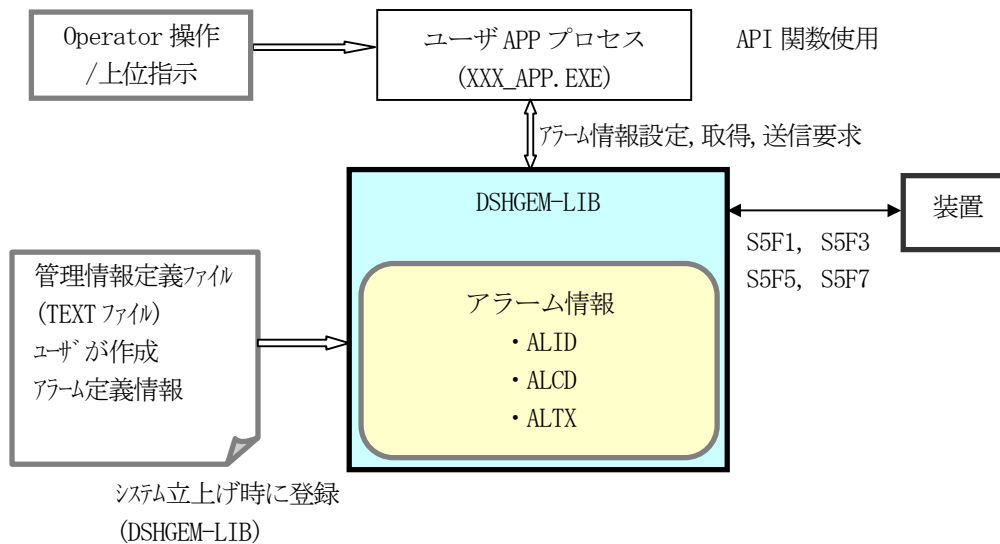 Operator 操作
/上位指示
ユーザ APP プロセス
(XXX_APP.EXE)
API 関数使用
ｱﾗｰﾑ情報設定, 取得, 送信要求
DSHGEM-LIB
装置
S5F1, S5F3
S5F5, S5F7
管理情報定義ﾌｧｲﾙ
(TEXT ﾌｧｲﾙ)
ﾕｰｻﾞが作成
ｱﾗｰﾑ定義情報
アラーム情報
・ALID
・ALCD
・ALTX
ｼｽﾃﾑ立上げ時に登録
(DSHGEM-LIB)